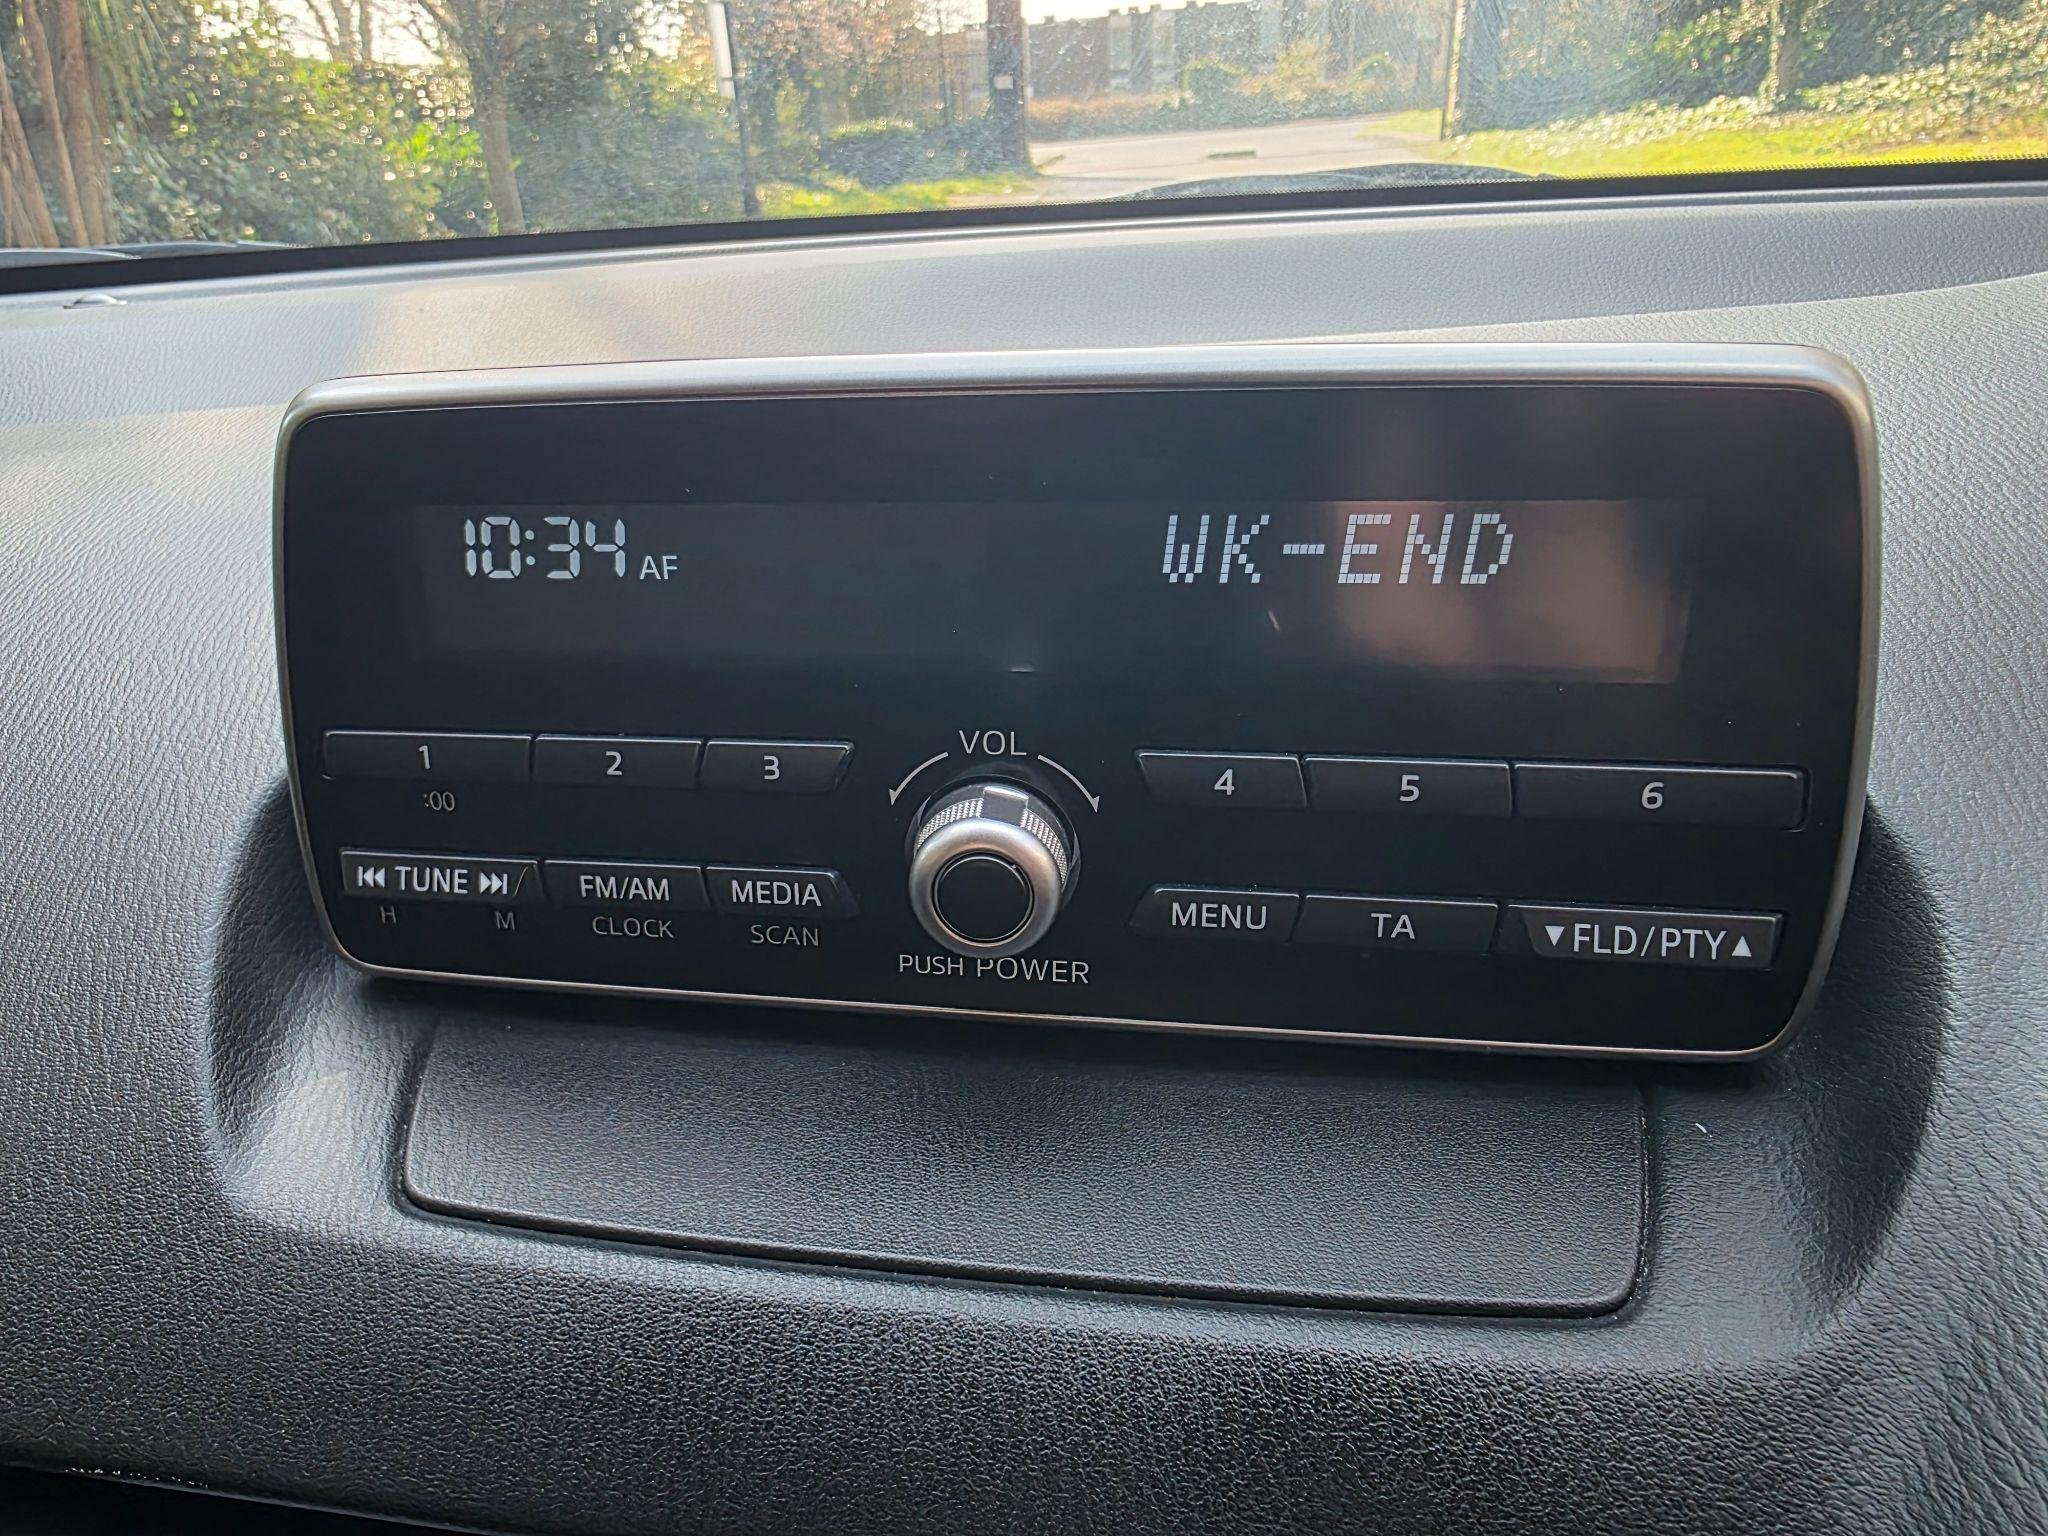 10:34 AF WK-END
VOL
1 2 3 4 5 6
:00
⏮ TUNE ⏭ FM/AM MEDIA MENU TA ▼FLD/PTY▲
H M CLOCK SCAN
PUSH POWER